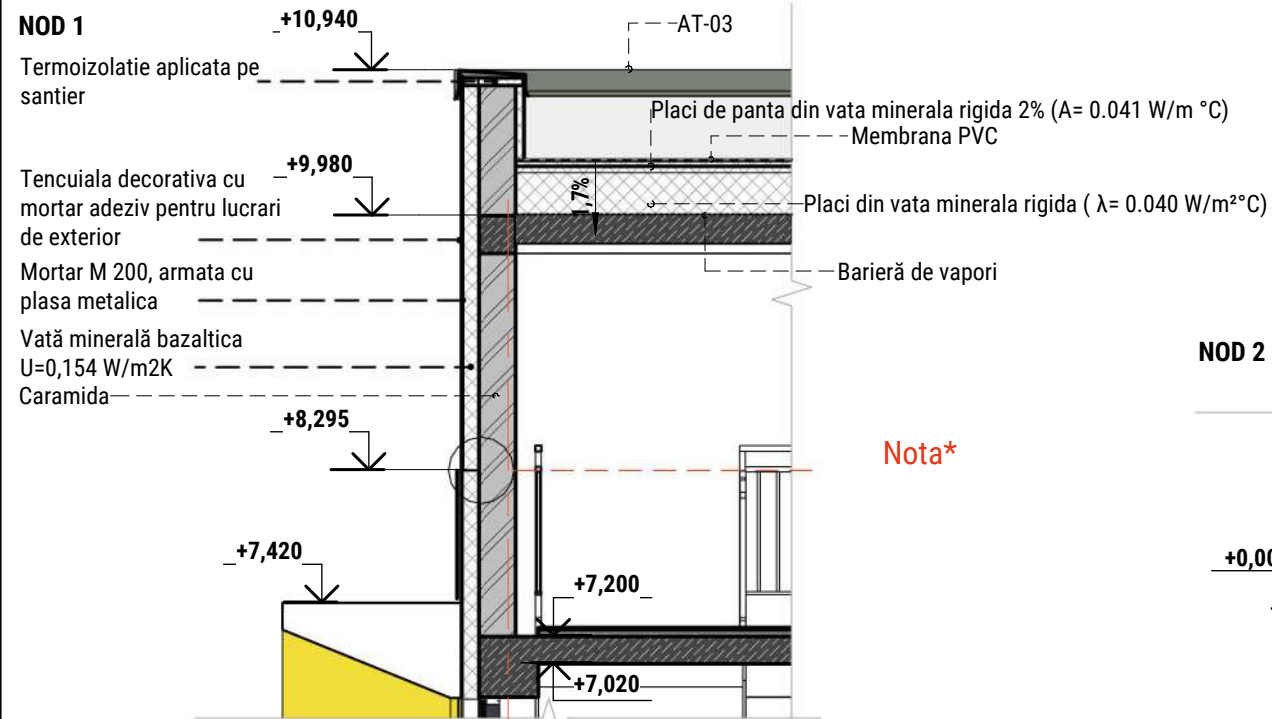 NOD 1
+10,940
AT-03
Termoizolatie aplicata pe
santier
Placi de panta din vata minerala rigida 2% (A= 0.041 W/m °C)
Membrana PVC
+9,980
Tencuiala decorativa cu
mortar adeziv pentru lucrari
de exterior
1,7%
Placi din vata minerala rigida ( λ= 0.040 W/m²°C)
Mortar M 200, armata cu
plasa metalica
Barieră de vapori
Vată minerală bazaltica
U=0,154 W/m2K
Caramida
NOD 2
+8,295
Nota*
+7,420
+7,200
+0,00
+7,020